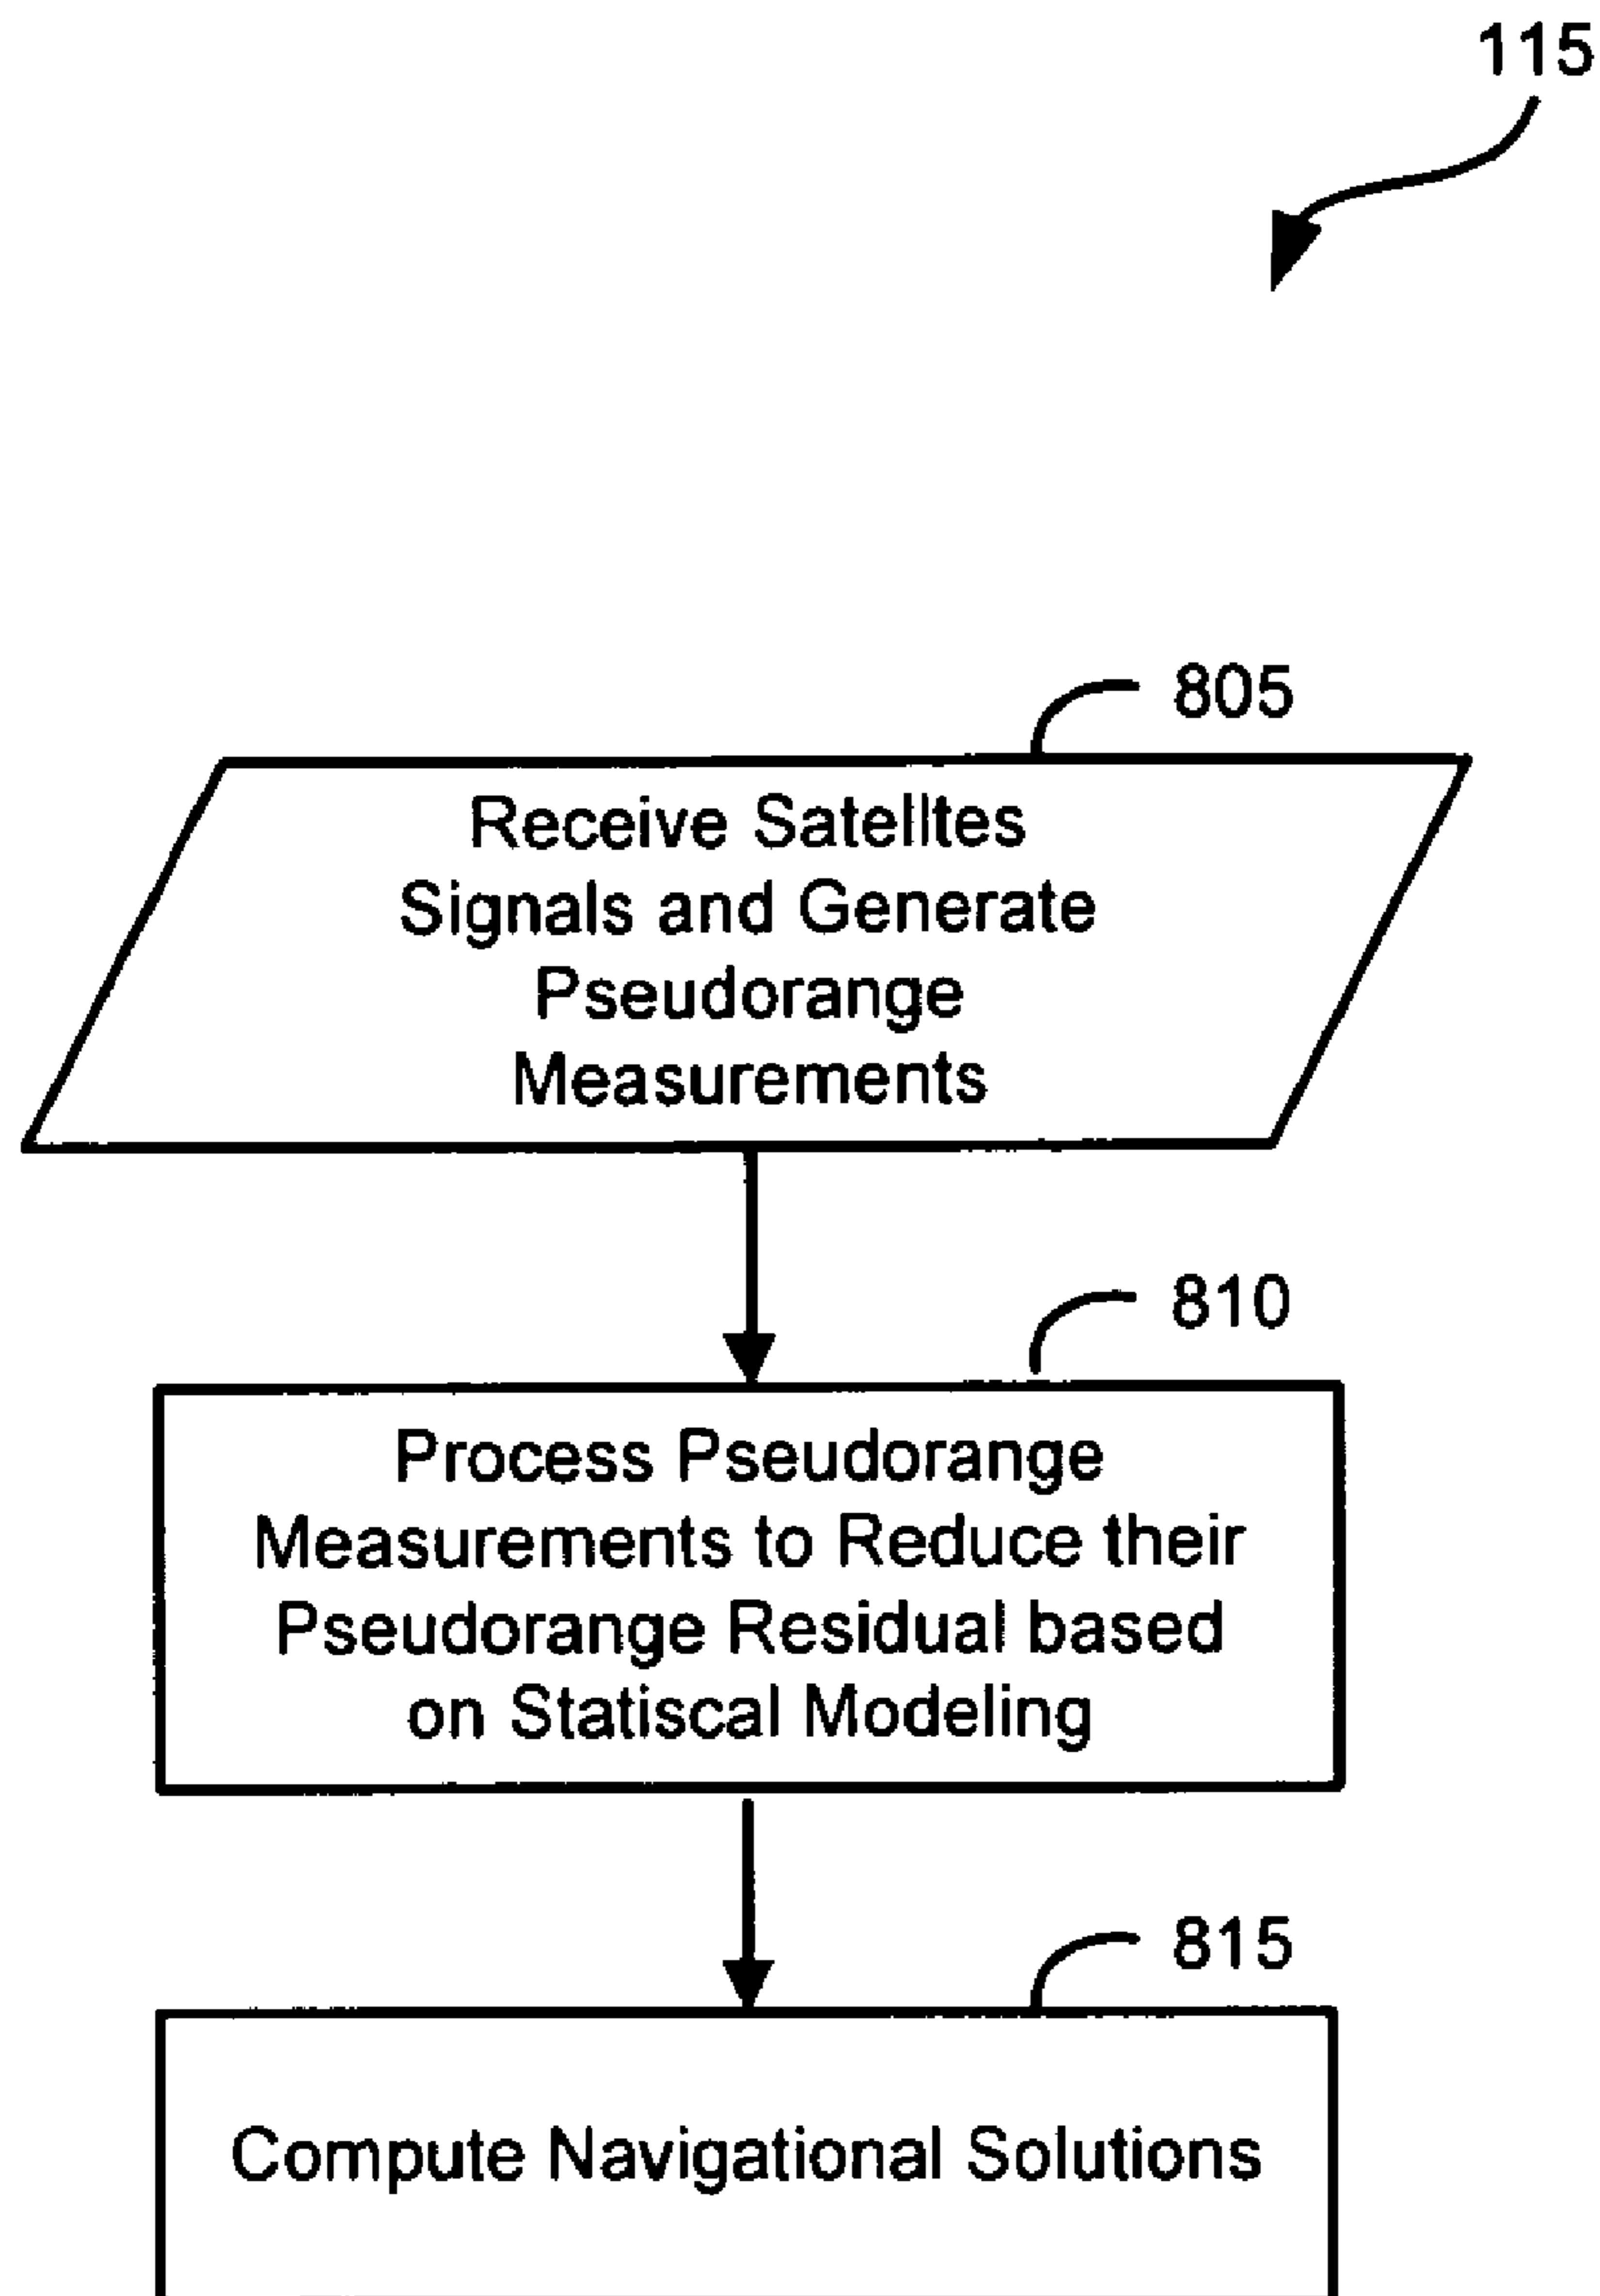 115
805
Receive Satelltes
Signals and Generate
Pseudorange
Measurements
810
Process Pseudorange
Measurements to Reduce their
Pseudorange Residual based
on Statiscal Modeling
815
Compute Navigational Solutions